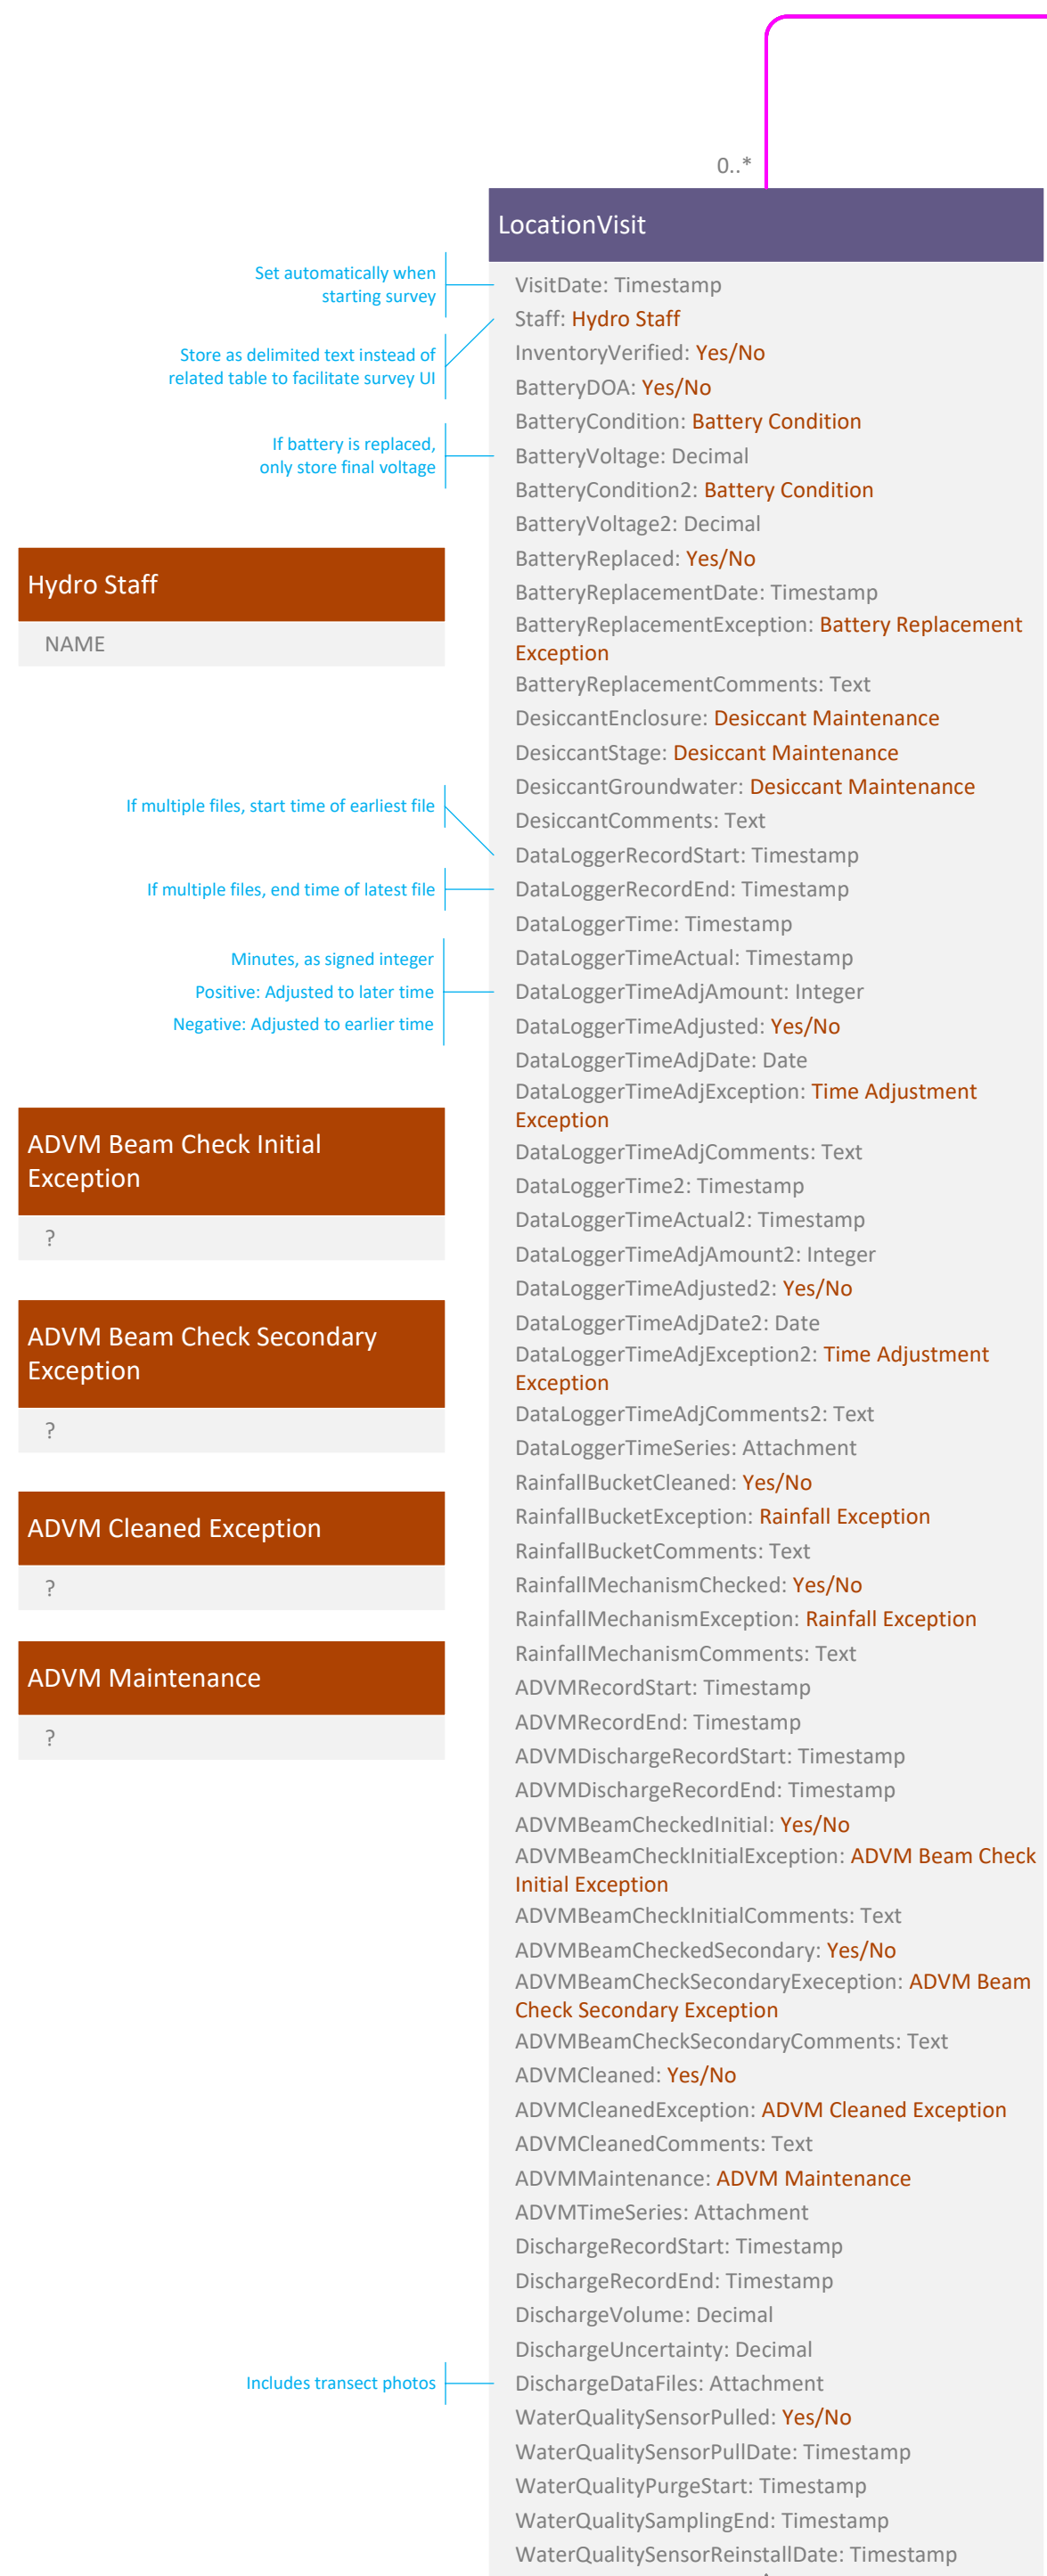 0..*
LocationVisit
Set automatically when
starting survey
Store as delimited text instead of
related table to facilitate survey UI
If battery is replaced,
only store final voltage
Hydro Staff
NAME
If multiple files, start time of earliest file
If multiple files, end time of latest file
Minutes, as signed integer
Positive: Adjusted to later time
Negative: Adjusted to earlier time
ADVM Beam Check Initial
Exception
?
ADVM Beam Check Secondary
Exception
?
ADVM Cleaned Exception
?
ADVM Maintenance
?
Includes transect photos
VisitDate: Timestamp
Staff: Hydro Staff
InventoryVerified: Yes/No
BatteryDOA: Yes/No
BatteryCondition: Battery Condition
BatteryVoltage: Decimal
BatteryCondition2: Battery Condition
BatteryVoltage2: Decimal
BatteryReplaced: Yes/No
BatteryReplacementDate: Timestamp
BatteryReplacementException: Battery Replacement
Exception
BatteryReplacementComments: Text
DesiccantEnclosure: Desiccant Maintenance
DesiccantStage: Desiccant Maintenance
DesiccantGroundwater: Desiccant Maintenance
DesiccantComments: Text
DataLoggerRecordStart: Timestamp
DataLoggerRecordEnd: Timestamp
DataLoggerTime: Timestamp
DataLoggerTimeActual: Timestamp
DataLoggerTimeAdjAmount: Integer
DataLoggerTimeAdjusted: Yes/No
DataLoggerTimeAdjDate: Date
DataLoggerTimeAdjException: Time Adjustment
Exception
DataLoggerTimeAdjComments: Text
DataLoggerTime2: Timestamp
DataLoggerTimeActual2: Timestamp
DataLoggerTimeAdjAmount2: Integer
DataLoggerTimeAdjusted2: Yes/No
DataLoggerTimeAdjDate2: Date
DataLoggerTimeAdjException2: Time Adjustment
Exception
DataLoggerTimeAdjComments2: Text
DataLoggerTimeSeries: Attachment
RainfallBucketCleaned: Yes/No
RainfallBucketException: Rainfall Exception
RainfallBucketComments: Text
RainfallMechanismChecked: Yes/No
RainfallMechanismException: Rainfall Exception
RainfallMechanismComments: Text
ADVMRecordStart: Timestamp
ADVMRecordEnd: Timestamp
ADVMDischargeRecordStart: Timestamp
ADVMDischargeRecordEnd: Timestamp
ADVMBeamCheckedInitial: Yes/No
ADVMBeamCheckInitialException: ADVM Beam Check
Initial Exception
ADVMBeamCheckInitialComments: Text
ADVMBeamCheckedSecondary: Yes/No
ADVMBeamCheckSecondaryExeception: ADVM Beam
Check Secondary Exception
ADVMBeamCheckSecondaryComments: Text
ADVMCleaned: Yes/No
ADVMCleanedException: ADVM Cleaned Exception
ADVMCleanedComments: Text
ADVMMaintenance: ADVM Maintenance
ADVMTimeSeries: Attachment
DischargeRecordStart: Timestamp
DischargeRecordEnd: Timestamp
DischargeVolume: Decimal
DischargeUncertainty: Decimal
DischargeDataFiles: Attachment
WaterQualitySensorPulled: Yes/No
WaterQualitySensorPullDate: Timestamp
WaterQualityPurgeStart: Timestamp
WaterQualitySamplingEnd: Timestamp
WaterQualitySensorReinstallDate: Timestamp